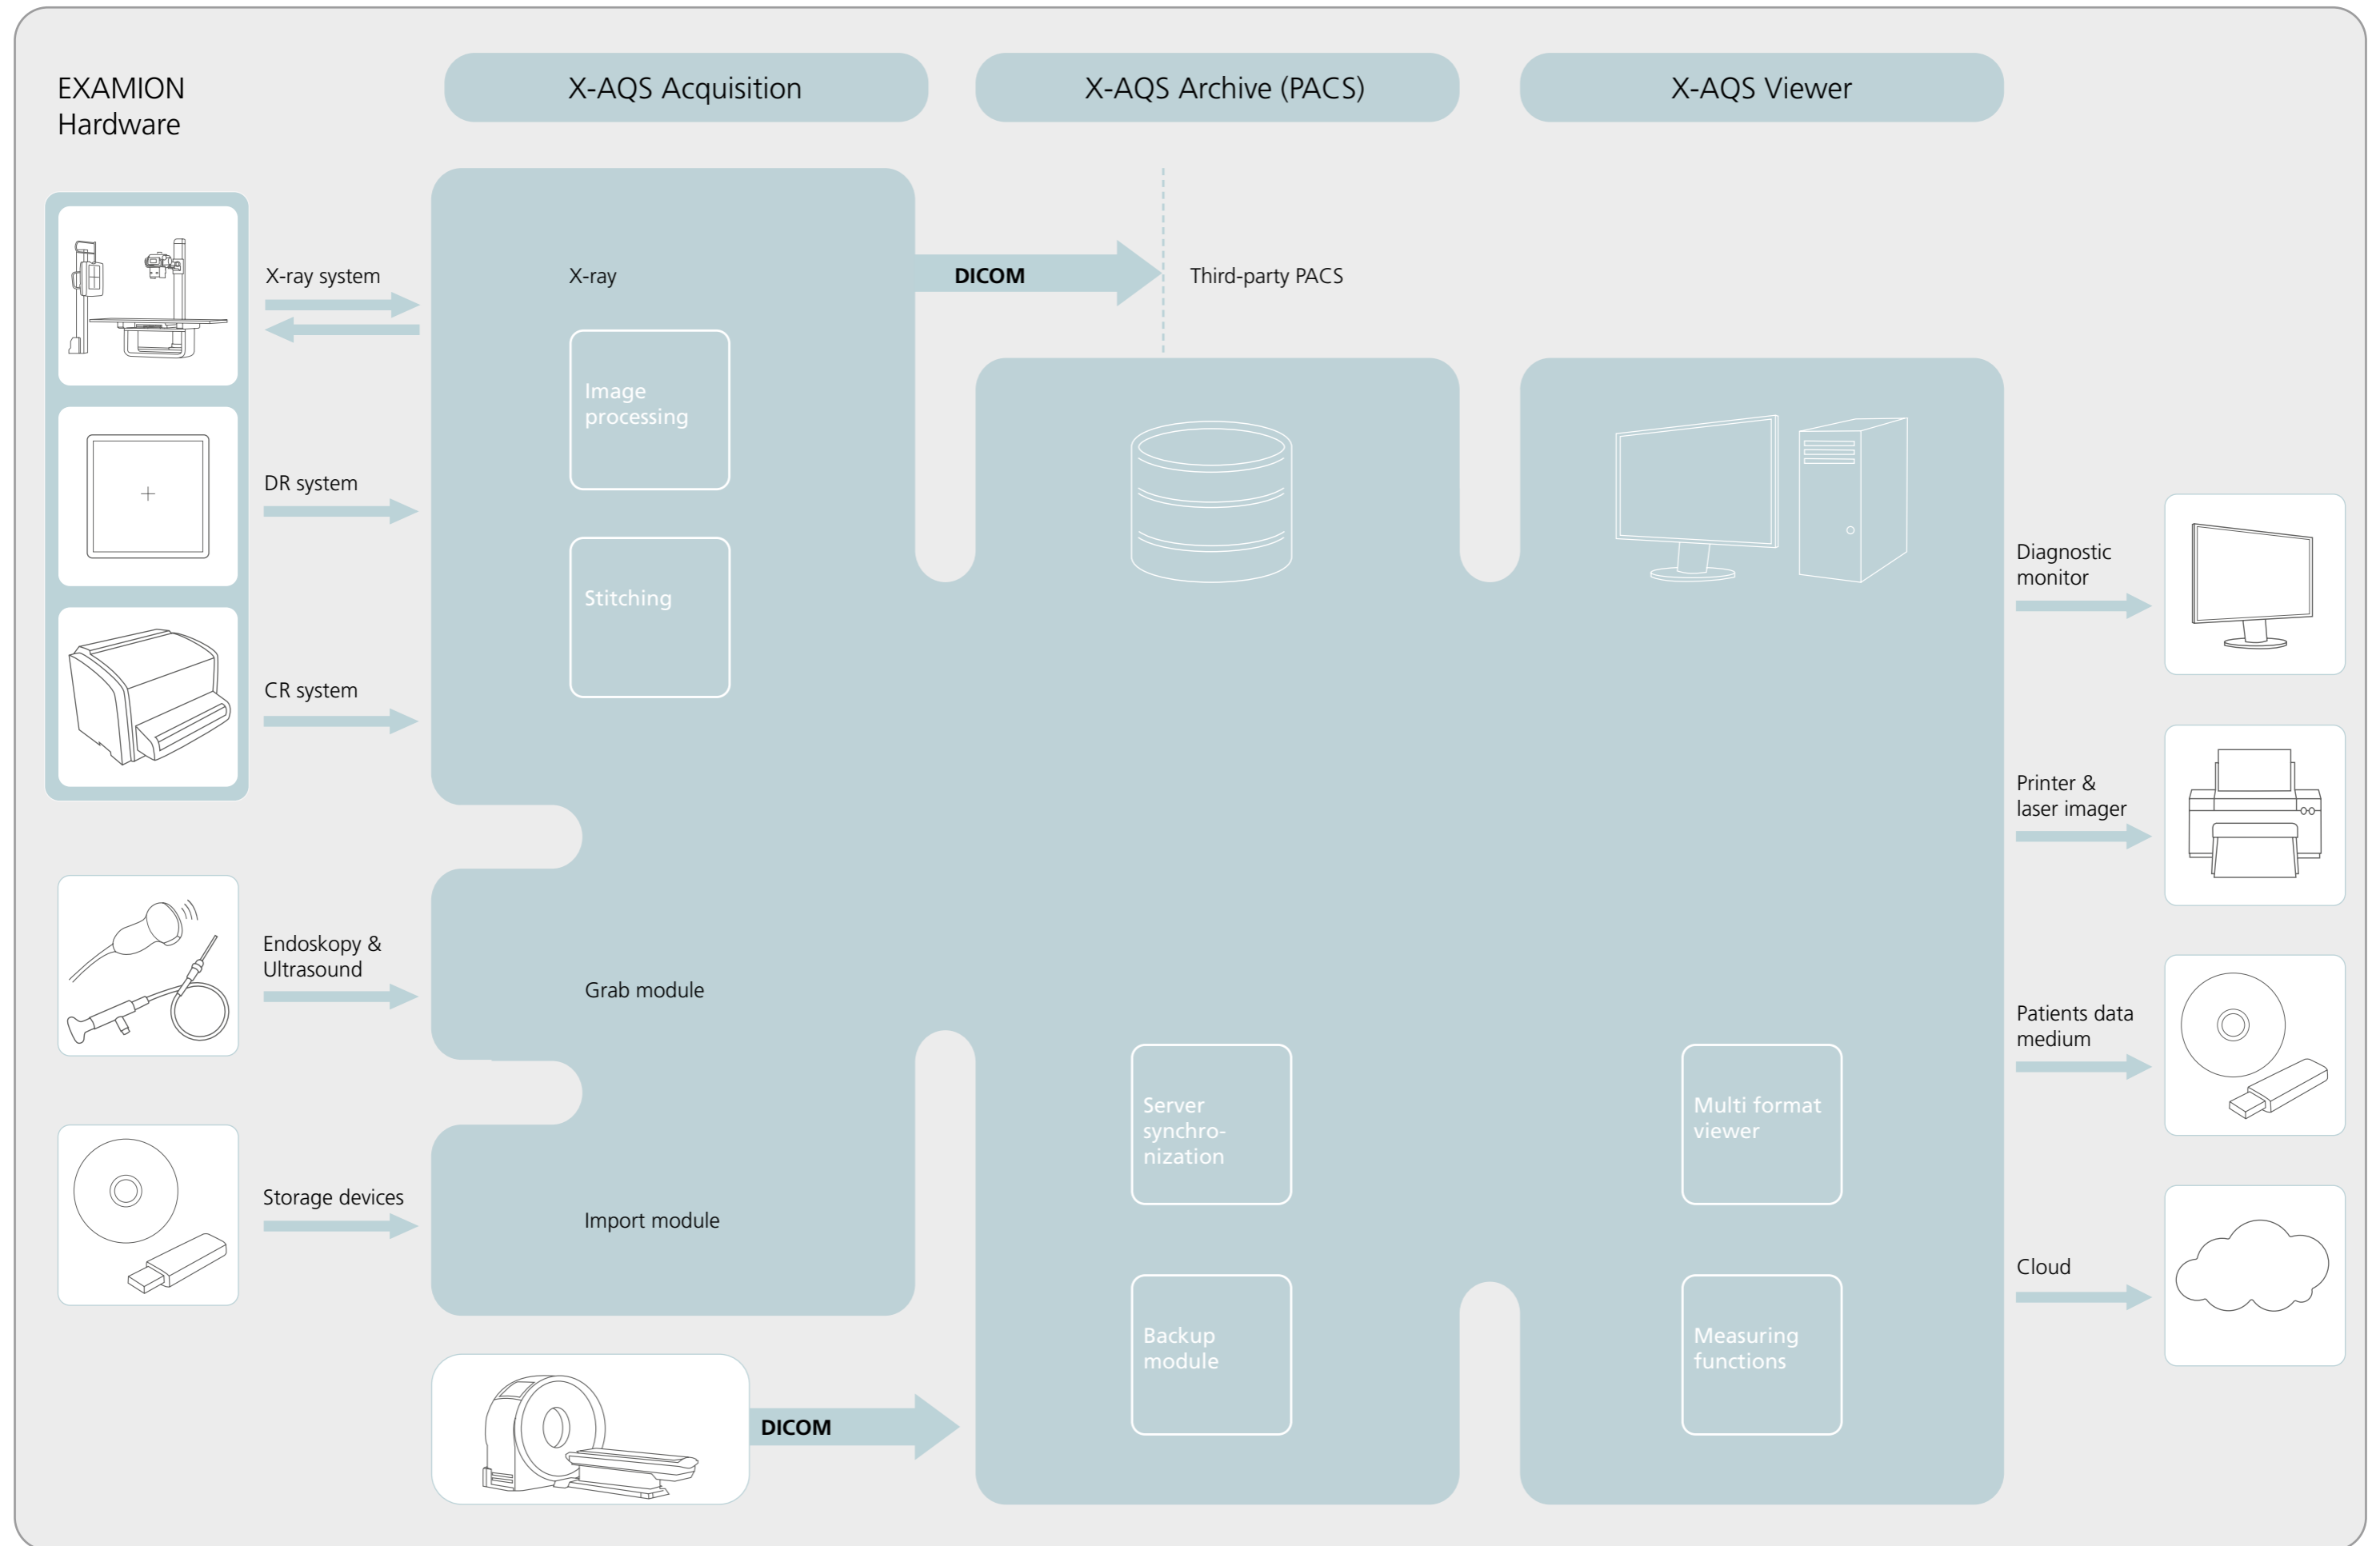 EXAMION
Hardware
X-AQS Acquisition
X-AQS Archive (PACS)
X-AQS Viewer
X-ray system
X-ray
DICOM
Third-party PACS
Image
processing
DR system
Stitching
CR system
Diagnostic
monitor
Printer &
laser imager
Endoskopy &
Ultrasound
Grab module
Patients data
medium
Server
synchro-
nization
Multi format
viewer
Storage devices
Import module
Cloud
Backup
module
Measuring
functions
DICOM